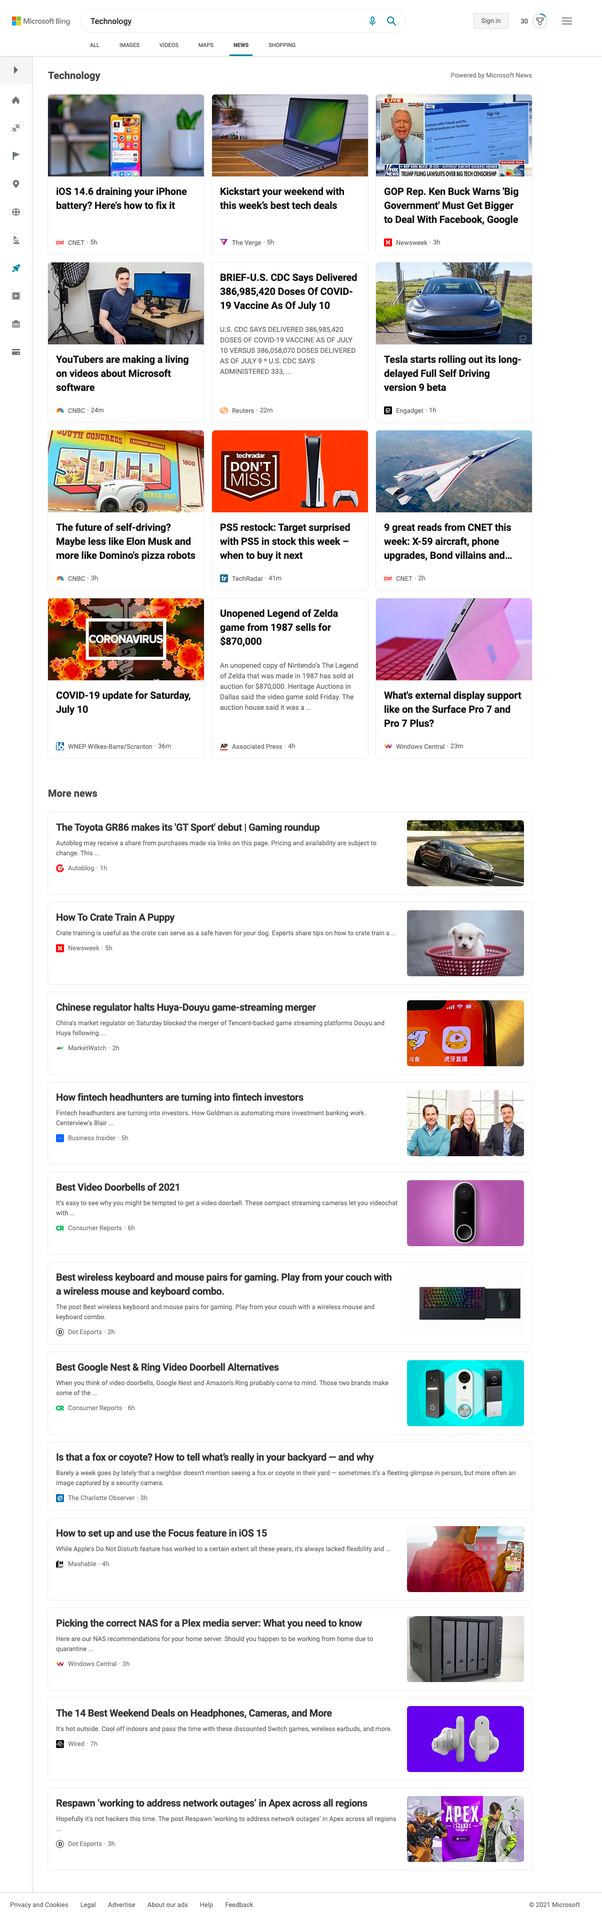 Microsoft Bing
Technology
Sign in
30
ALL
IMAGES
VIDEOS
MAPS
NEWS
SHOPPING
Technology
Powered by Microsoft News
iOS 14.6 draining your iPhone
battery? Here's how to fix it
CNET · 5h
Kickstart your weekend with
this week's best tech deals
The Verge · 5h
LIVE
Sign Up
FOX
NEWS
TRUMP FILING LAWSUITS OVER BIG TECH CENSORSHIP
GOP Rep. Ken Buck Warns 'Big
Government' Must Get Bigger
to Deal With Facebook, Google
Newsweek · 3h
YouTubers are making a living
on videos about Microsoft
software
CNBC · 24m
BRIEF-U.S. CDC Says Delivered
386,985,420 Doses Of COVID-
19 Vaccine As Of July 10
U.S. CDC SAYS DELIVERED 386,985,420
DOSES OF COVID-19 VACCINE AS OF JULY
10 VERSUS 386,058,070 DOSES DELIVERED
AS OF JULY 9 * U.S. CDC SAYS
ADMINISTERED 333, ...
Reuters · 22m
Tesla starts rolling out its long-
delayed Full Self Driving
version 9 beta
Engadget · 1h
SOUTH CONGRESS
1800
SOCO
SINCE 1852
The future of self-driving?
Maybe less like Elon Musk and
more like Domino's pizza robots
CNBC · 3h
techradar
DON'T
MISS
PS5 restock: Target surprised
with PS5 in stock this week –
when to buy it next
TechRadar · 41m
9 great reads from CNET this
week: X-59 aircraft, phone
upgrades, Bond villains and...
CNET · 2h
CORONAVIRUS
COVID-19 update for Saturday,
July 10
WNEP Wilkes-Barre/Scranton · 36m
Unopened Legend of Zelda
game from 1987 sells for
$870,000
An unopened copy of Nintendo's The Legend
of Zelda that was made in 1987 has sold at
auction for $870,000. Heritage Auctions in
Dallas said the video game sold Friday. The
auction house said it was a ...
AP
Associated Press · 4h
What's external display support
like on the Surface Pro 7 and
Pro 7 Plus?
Windows Central · 23m
More news
The Toyota GR86 makes its 'GT Sport' debut | Gaming roundup
Autoblog may receive a share from purchases made via links on this page. Pricing and availability are subject to
change. This ...
Autoblog · 1h
How To Crate Train A Puppy
Crate training is useful as the crate can serve as a safe haven for your dog. Experts share tips on how to crate train a ...
Newsweek · 5h
Chinese regulator halts Huya-Douyu game-streaming merger
China's market regulator on Saturday blocked the merger of Tencent-backed game streaming platforms Douyu and
Huya following ...
MarketWatch · 2h
斗鱼
虎牙直播
How fintech headhunters are turning into fintech investors
Fintech headhunters are turning into investors. How Goldman is automating more investment banking work.
Centerview's Blair ...
Business Insider · 5h
Best Video Doorbells of 2021
It's easy to see why you might be tempted to get a video doorbell. These compact streaming cameras let you videochat
with ...
CR
Consumer Reports · 6h
Best wireless keyboard and mouse pairs for gaming. Play from your couch with
a wireless mouse and keyboard combo.
The post Best wireless keyboard and mouse pairs for gaming. Play from your couch with a wireless mouse and
keyboard combo.
Dot Esports · 2h
Best Google Nest & Ring Video Doorbell Alternatives
When you think of video doorbells, Google Nest and Amazon's Ring probably come to mind. Those two brands make
some of the ...
CR
Consumer Reports · 6h
Is that a fox or coyote? How to tell what's really in your backyard — and why
Barely a week goes by lately that a neighbor doesn't mention seeing a fox or coyote in their yard — sometimes it's a fleeting glimpse in person, but more often an
image captured by a security camera.
The Charlotte Observer · 3h
How to set up and use the Focus feature in iOS 15
While Apple's Do Not Disturb feature has worked to a certain extent all these years, it's always lacked flexibility and ...
Mashable · 4h
Picking the correct NAS for a Plex media server: What you need to know
Here are our NAS recommendations for your home server. Should you happen to be working from home due to
quarantine ...
Windows Central · 3h
The 14 Best Weekend Deals on Headphones, Cameras, and More
It's hot outside. Cool off indoors and pass the time with these discounted Switch games, wireless earbuds, and more.
Wired · 7h
Respawn 'working to address network outages' in Apex across all regions
Hopefully it's not hackers this time. The post Respawn 'working to address network outages' in Apex across all regions
...
Dot Esports · 3h
APEX
LEGENDS
Privacy and Cookies
Legal
Advertise
About our ads
Help
Feedback
© 2021 Microsoft